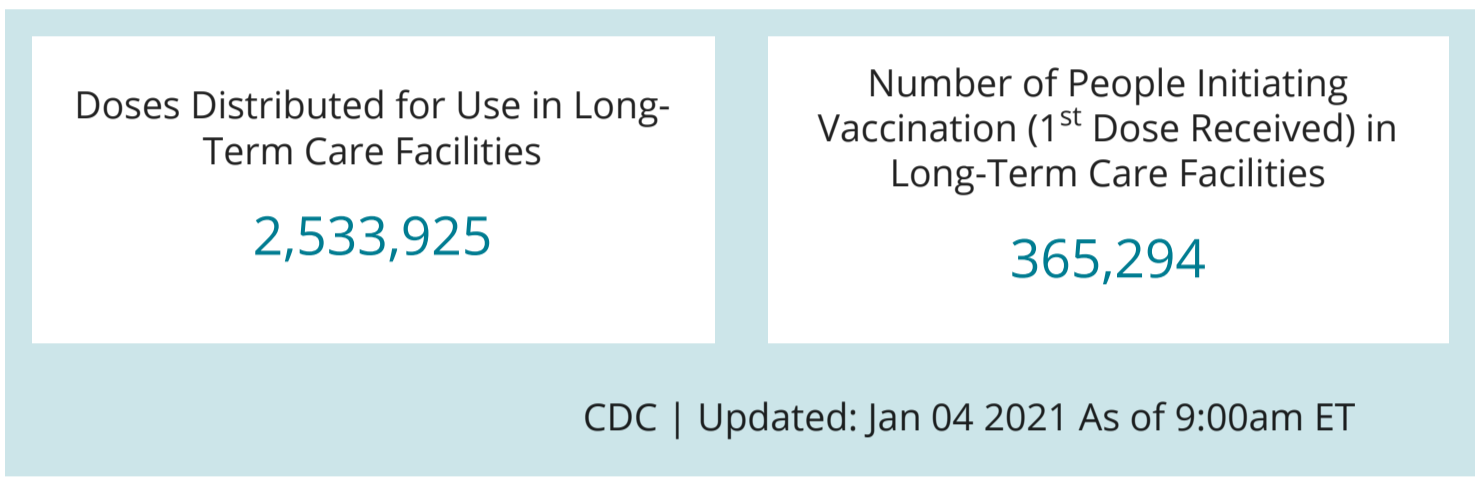 Doses Distributed for Use in Long-
Term Care Facilities
2,533,925
Number of People Initiating
Vaccination (1st Dose Received) in
Long-Term Care Facilities
365,294
CDC | Updated: Jan 04 2021 As of 9:00am ET